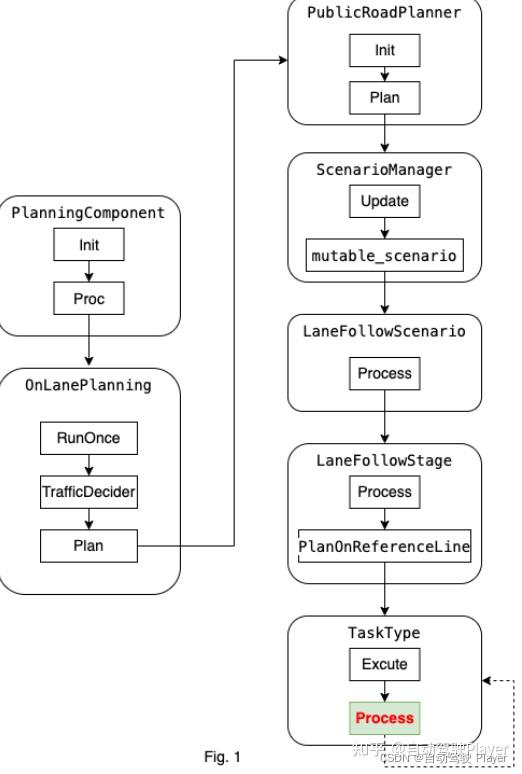 PlanningComponent
Init
Proc
OnLanePlanning
RunOnce
TrafficDecider
Plan
PublicRoadPlanner
Init
Plan
ScenarioManager
Update
mutable_scenario
LaneFollowScenario
Process
LaneFollowStage
Process
PlanOnReferenceLine
TaskType
Excute
Process
Fig. 1
知乎 @自动驾驶Player
CSDN @自动驾驶 Player